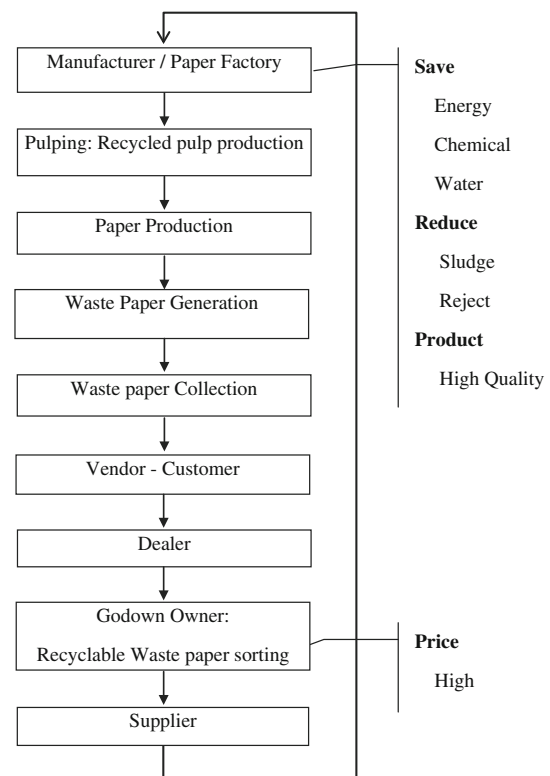 Manufacturer / Paper Factory
Pulping: Recycled pulp production
Paper Production
Waste Paper Generation
Waste paper Collection
Vendor - Customer
Dealer
Godown Owner:
Recyclable Waste paper sorting
Supplier
Save
Energy
Chemical
Water
Reduce
Sludge
Reject
Product
High Quality
Price
High